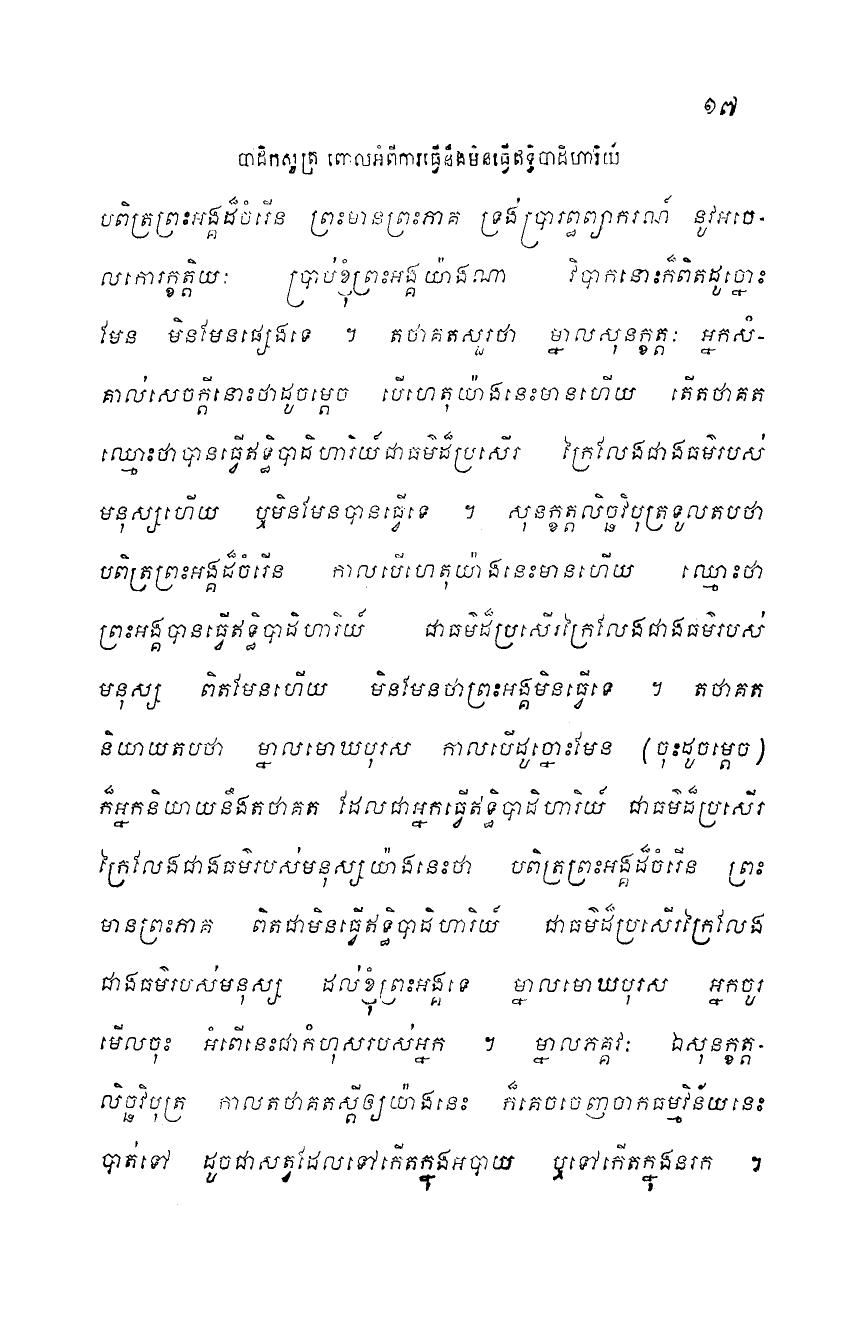 ១៧
បាដិកសូត្រ ពោលអំពីការធ្វើនឹងមិនធ្វើឥទ្ធិបាដិហារិយ៍
បពិត្រព្រះអង្គដ៏ចំរើន ព្រះមានព្រះភាគ ទ្រង់ប្រារព្ធព្យាករណ៍ នូវអចេ-
លកោរក្ខត្តិយៈ ប្រាប់ខ្ញុំព្រះអង្គយ៉ាងណា វិបាកនោះក៏ពិតដូច្នោះ
មែន មិនមែនផ្សេងទេ ។ តថាគតសួរថា ម្នាលសុនក្ខត្តៈ អ្នកសំ-
គាល់សេចក្តីនោះថាដូចម្តេច បើហេតុយ៉ាងនេះមានហើយ តើតថាគត
ឈ្មោះថាបានធ្វើឥទ្ធិបាដិហារិយ៍ជាធម៌ដ៏ប្រសើរ ក្រៃលែងជាងធម៌របស់
មនុស្សហើយ ឬមិនមែនបានធ្វើទេ ។ សុនក្ខត្តលិច្ឆវិបុត្រទូលតបថា
បពិត្រព្រះអង្គដ៏ចំរើន កាលបើហេតុយ៉ាងនេះមានហើយ ឈ្មោះថា
ព្រះអង្គបានធ្វើឥទ្ធិបាដិហារិយ៍ ជាធម៌ដ៏ប្រសើរក្រៃលែងជាងធម៌របស់
មនុស្ស ពិតមែនហើយ មិនមែនថាព្រះអង្គមិនធ្វើទេ ។ តថាគត
និយាយតបថា ម្នាលមោឃបុរស កាលបើដូច្នោះមែន (ចុះដូចម្តេច)
ក៏អ្នកនិយាយនឹងតថាគត ដែលជាអ្នកធ្វើឥទ្ធិបាដិហារិយ៍ ជាធម៌ដ៏ប្រសើរ
ក្រៃលែងជាងធម៌របស់មនុស្សយ៉ាងនេះថា បពិត្រព្រះអង្គដ៏ចំរើន ព្រះ
មានព្រះភាគ ពិតជាមិនធ្វើឥទ្ធិបាដិហារិយ៍ ជាធម៌ដ៏ប្រសើរក្រៃលែង
ជាងធម៌របស់មនុស្ស ដល់ខ្ញុំព្រះអង្គទេ ម្នាលមោឃបុរស អ្នកចូរ
មើលចុះ អំពើនេះជាកំហុសរបស់អ្នក ។ ម្នាលភគ្គវៈ ឯសុនក្ខត្ត-
លិច្ឆវិបុត្រ កាលតថាគតស្តីឲ្យយ៉ាងនេះ ក៏គេចចេញចាកធម្មវិន័យនេះ
បាត់ទៅ ដូចជាសត្វដែលទៅកើតក្នុងអបាយ ឬទៅកើតក្នុងនរក ។